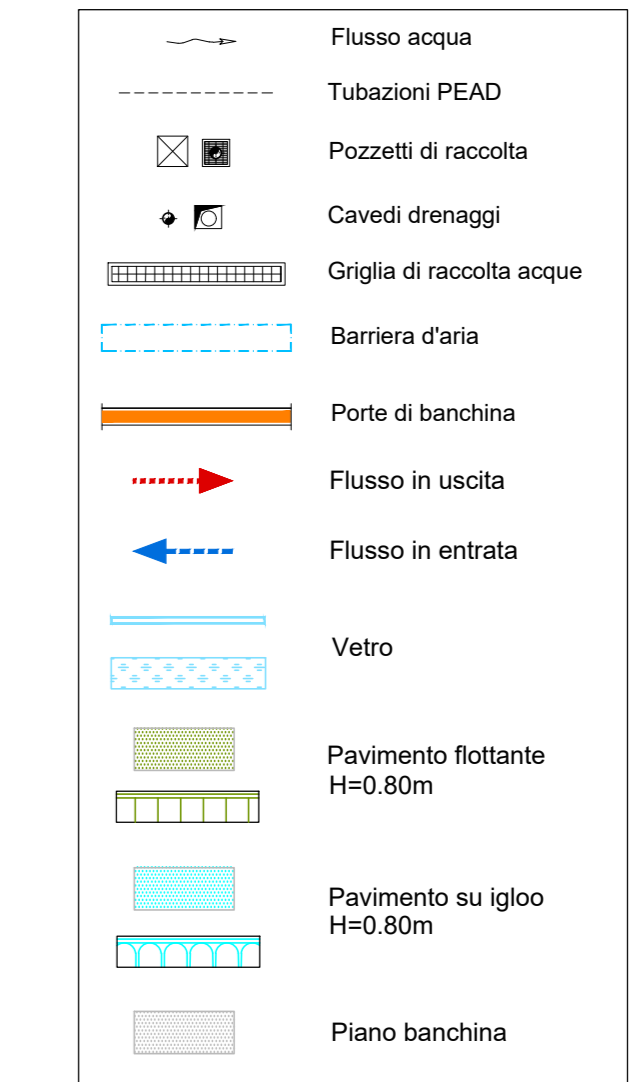 Flusso acqua
Tubazioni PEAD
Pozzetti di raccolta
Cavedi drenaggi
Griglia di raccolta acque
Barriera d'aria
Porte di banchina
Flusso in uscita
Flusso in entrata
Vetro
Pavimento flottante
H=0.80m
Pavimento su igloo
H=0.80m
Piano banchina